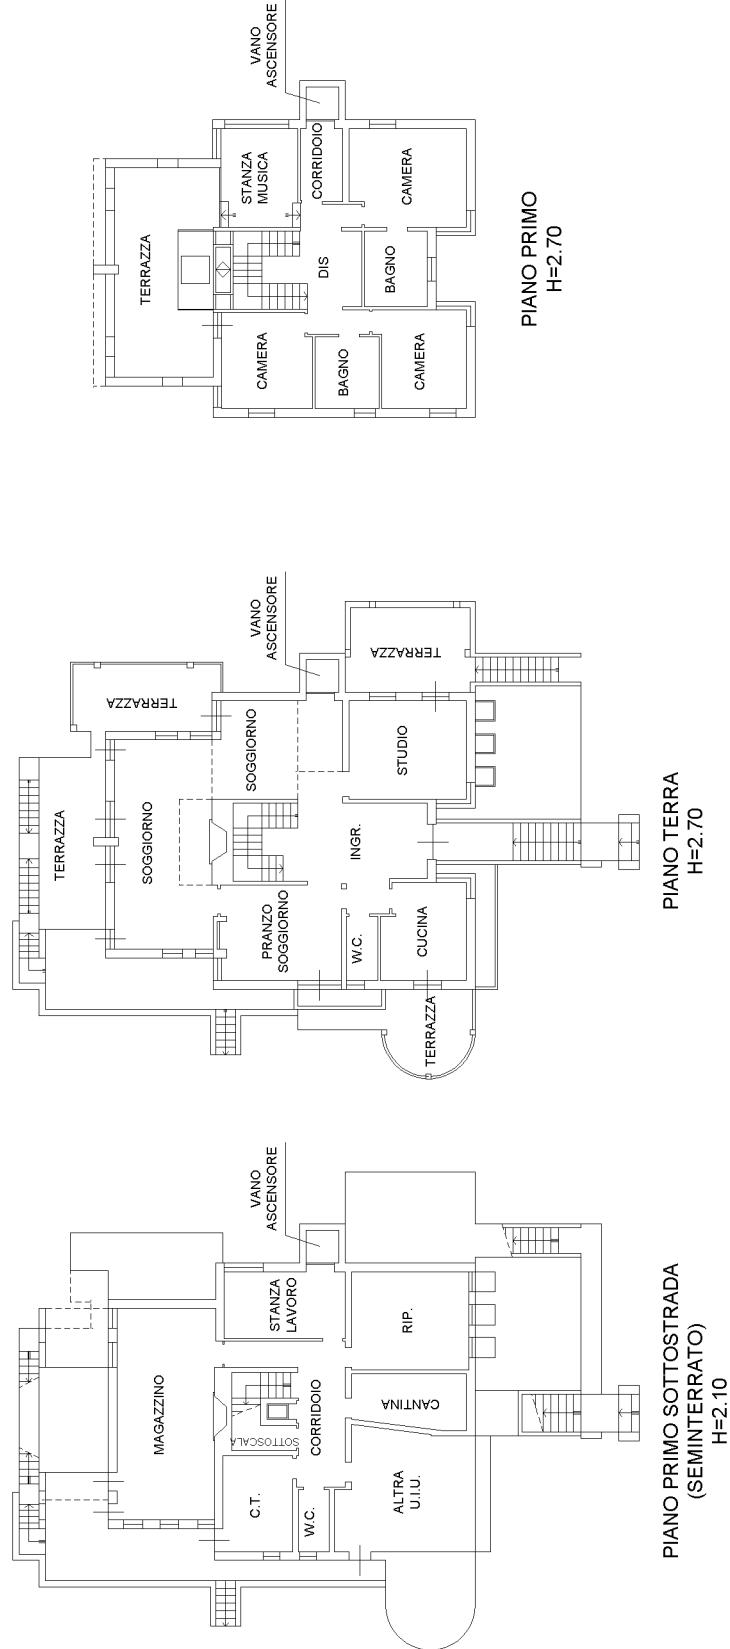 VANO
ASCENSORE
TERRAZZA
STANZA
MUSICA
CORRIDOIO
CAMERA
DIS
BAGNO
CAMERA
BAGNO
CAMERA
PIANO PRIMO
H=2.70
VANO
ASCENSORE
TERRAZZA
TERRAZZA
TERRAZZA
SOGGIORNO
SOGGIORNO
STUDIO
INGR.
PRANZO
SOGGIORNO
W.C.
CUCINA
TERRAZZA
PIANO TERRA
H=2.70
VANO
ASCENSORE
STANZA
LAVORO
RIP.
MAGAZZINO
CORRIDOIO
CANTINA
SOTTOSCALA
C.T.
W.C.
ALTRA
U.I.U.
PIANO PRIMO SOTTOSTRADA
(SEMINTERRATO)
H=2.10